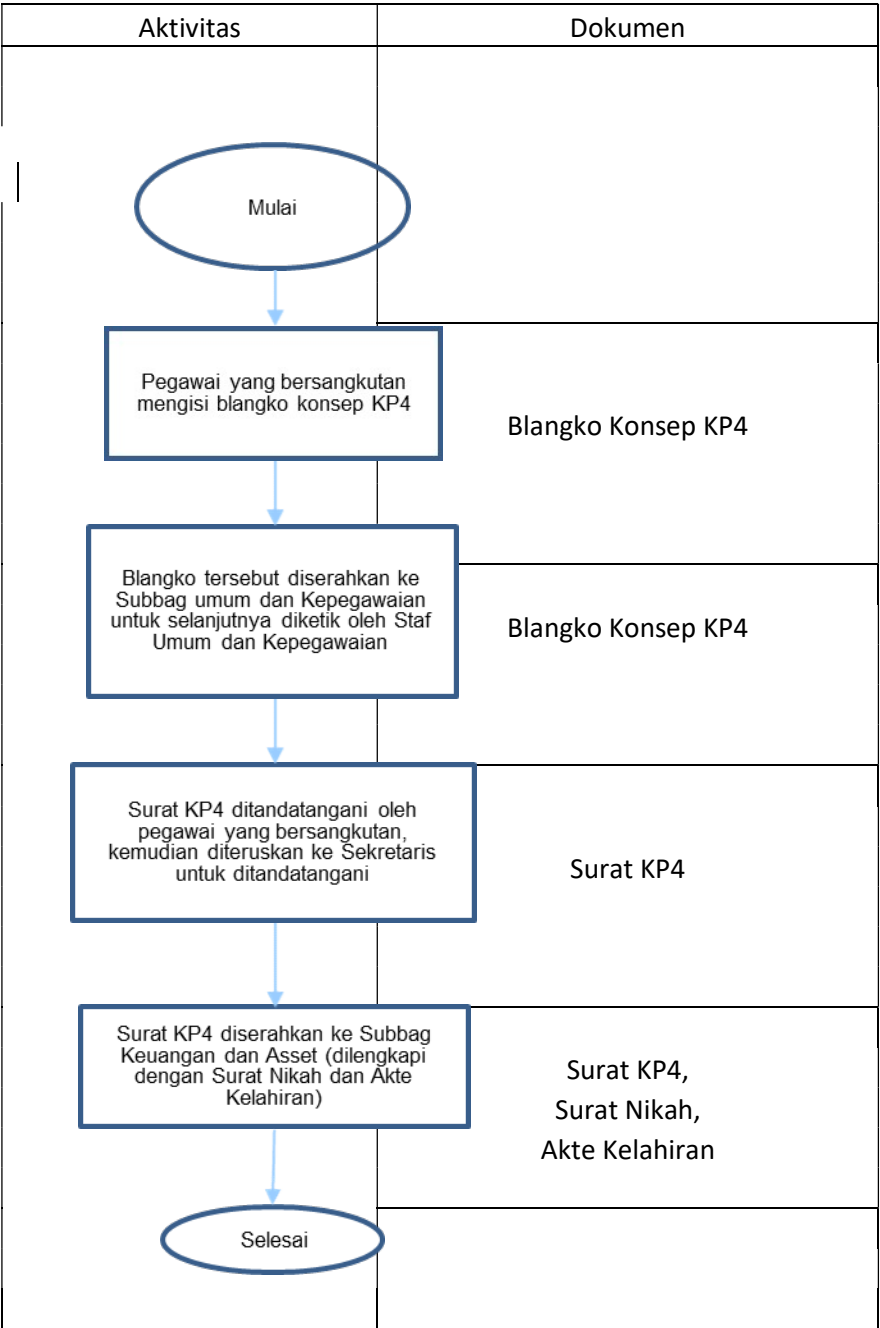 Aktivitas
Dokumen
Mulai
Pegawai yang bersangkutan
mengisi blangko konsep KP4
Blangko Konsep KP4
Blangko tersebut diserahkan ke
Subbag umum dan Kepegawaian
untuk selanjutnya diketik oleh Staf
Umum dan Kepegawaian
Blangko Konsep KP4
Surat KP4 ditandatangani oleh
pegawai yang bersangkutan,
kemudian diteruskan ke Sekretaris
untuk ditandatangani
Surat KP4
Surat KP4 diserahkan ke Subbag
Keuangan dan Asset (dilengkapi
dengan Surat Nikah dan Akte
Kelahiran)
Surat KP4,
Surat Nikah,
Akte Kelahiran
Selesai